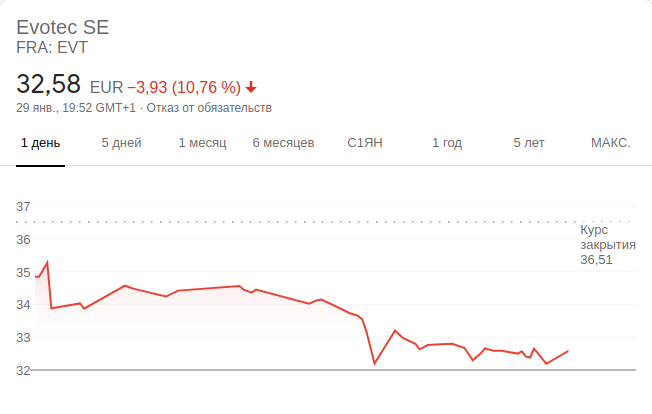 Evotec SE
FRA: EVT
32,58 EUR −3,93 (10,76 %)
29 янв., 19:52 GMT+1 · Отказ от обязательств
1 день 5 дней 1 месяц 6 месяцев С1ЯН 1 год 5 лет МАКС.
37
36
35
34
33
32
Курс
закрытия
36,51